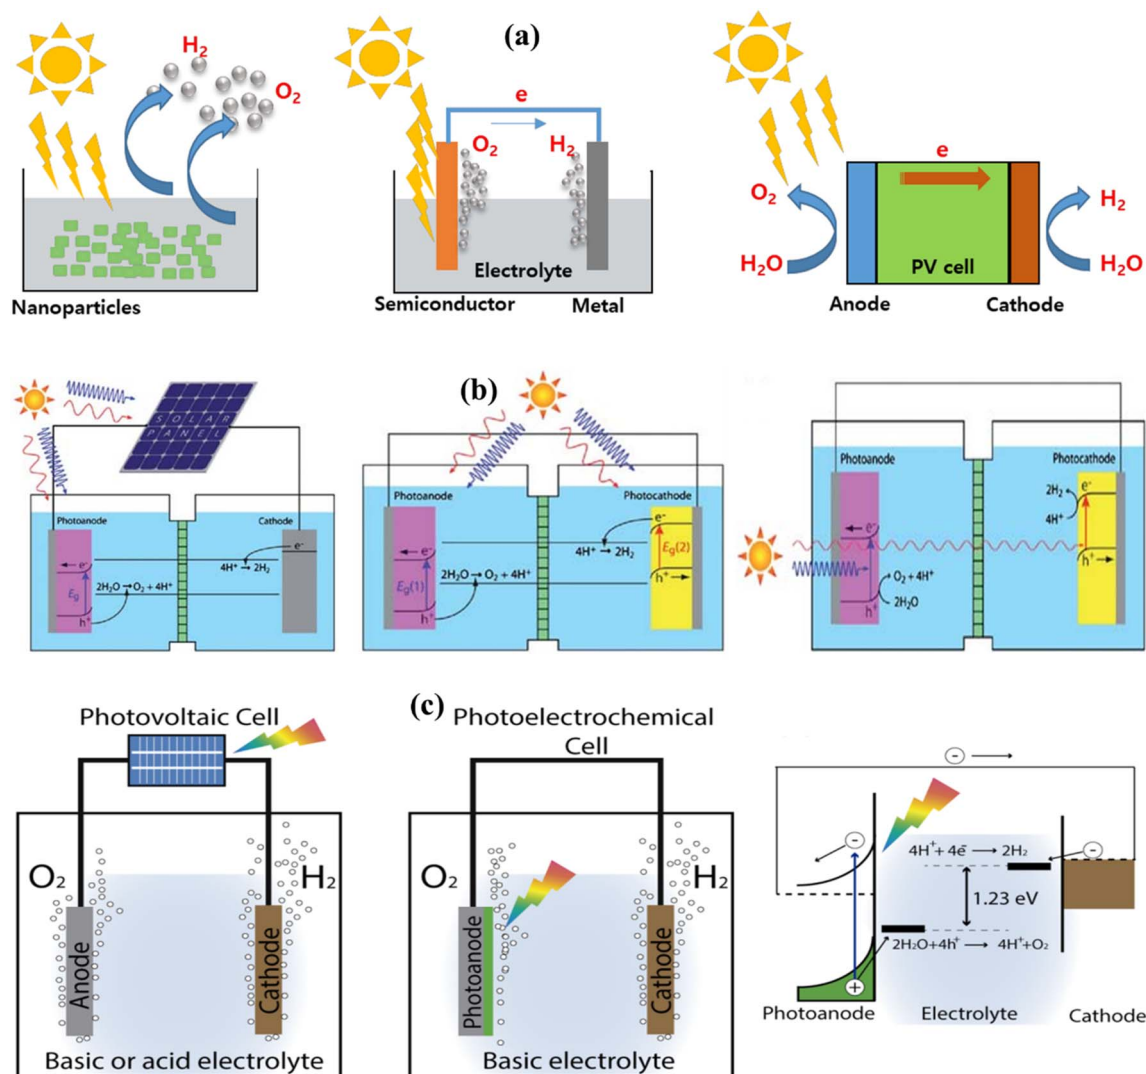 (a)
H₂
O₂
Nanoparticles
e
O₂
H₂
Electrolyte
Semiconductor
Metal
e
O₂
H₂
H₂O
PV cell
H₂O
Anode
Cathode
(b)
SOLAR
PANEL
Photoanode
Cathode
e⁻
e⁻
4H⁺ → 2H₂
2H₂O → O₂ + 4H⁺
Eg
h⁺
Photoanode
Photocathode
e⁻
e⁻
4H⁺ → 2H₂
Eg(2)
2H₂O → O₂ + 4H⁺
Eg(1)
h⁺
h⁺
Photoanode
Photocathode
e⁻
2H₂
4H⁺
e⁻
h⁺
O₂ + 4H⁺
2H₂O
h⁺
(c)
Photovoltaic Cell
O₂
H₂
Anode
Cathode
Basic or acid electrolyte
Photoelectrochemical
Cell
O₂
H₂
Photoanode
Cathode
Basic electrolyte
4H⁺ + 4e⁻ → 2H₂
1.23 eV
2H₂O+4h⁺ → 4H⁺+O₂
Photoanode
Electrolyte
Cathode